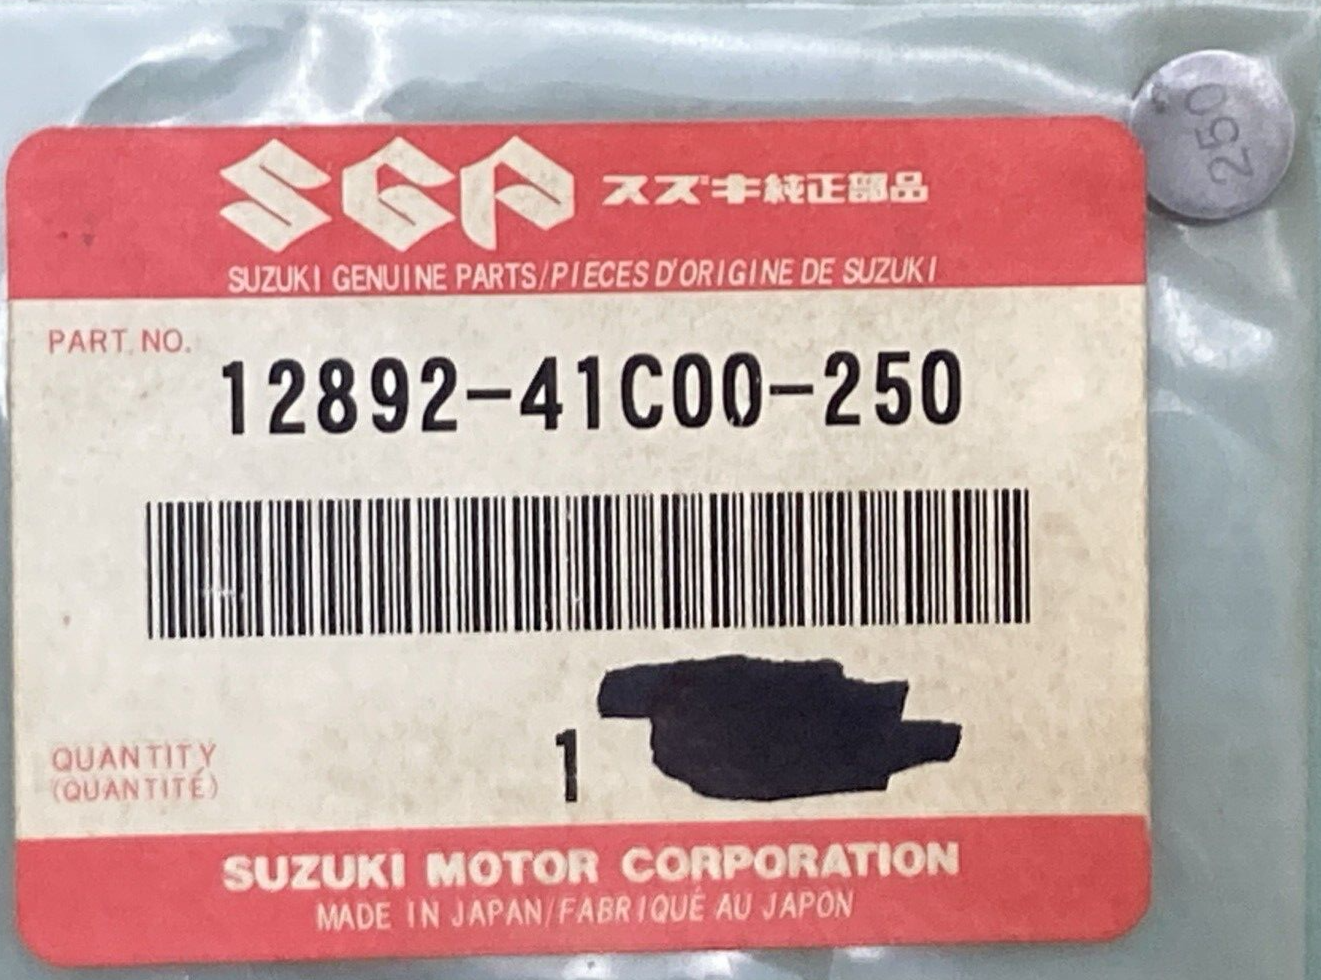 SGP スズキ純正部品
SUZUKI GENUINE PARTS/PIECES D'ORIGINE DE SUZUKI
PART NO.
12892-41C00-250
QUANTITY
(QUANTITÉ)
1
SUZUKI MOTOR CORPORATION
MADE IN JAPAN/FABRIQUÉ AU JAPON
250